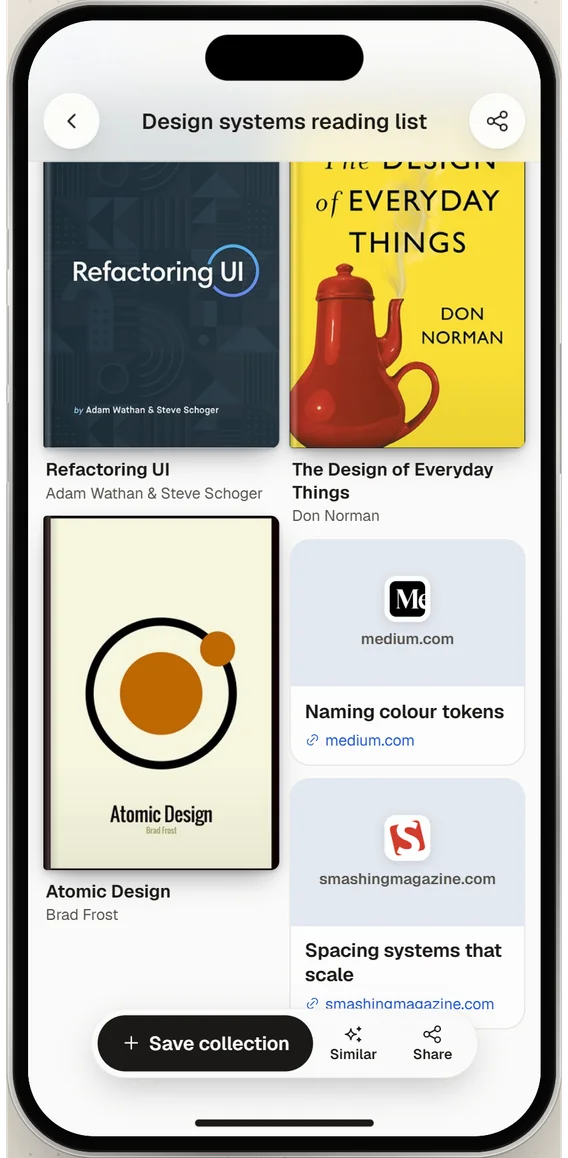 Design systems reading list
Refactoring UI
by Adam Wathan & Steve Schoger
Refactoring UI
Adam Wathan & Steve Schoger
The DESIGN
of EVERYDAY
THINGS
DON
NORMAN
The Design of Everyday
Things
Don Norman
Atomic Design
Brad Frost
Atomic Design
Brad Frost
Me
medium.com
Naming colour tokens
medium.com
S
smashingmagazine.com
Spacing systems that
scale
smashingmagazine.com
+ Save collection
Similar
Share